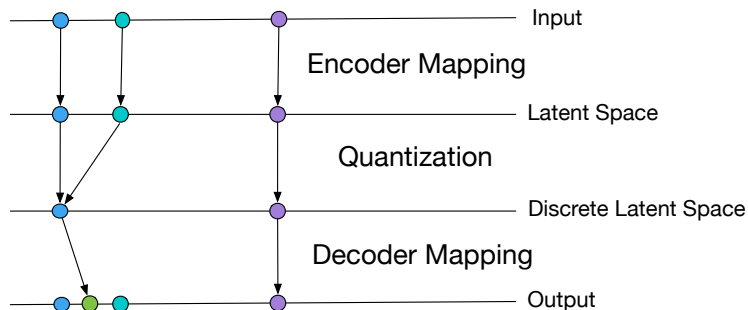 Input
Encoder Mapping
Latent Space
Quantization
Discrete Latent Space
Decoder Mapping
Output